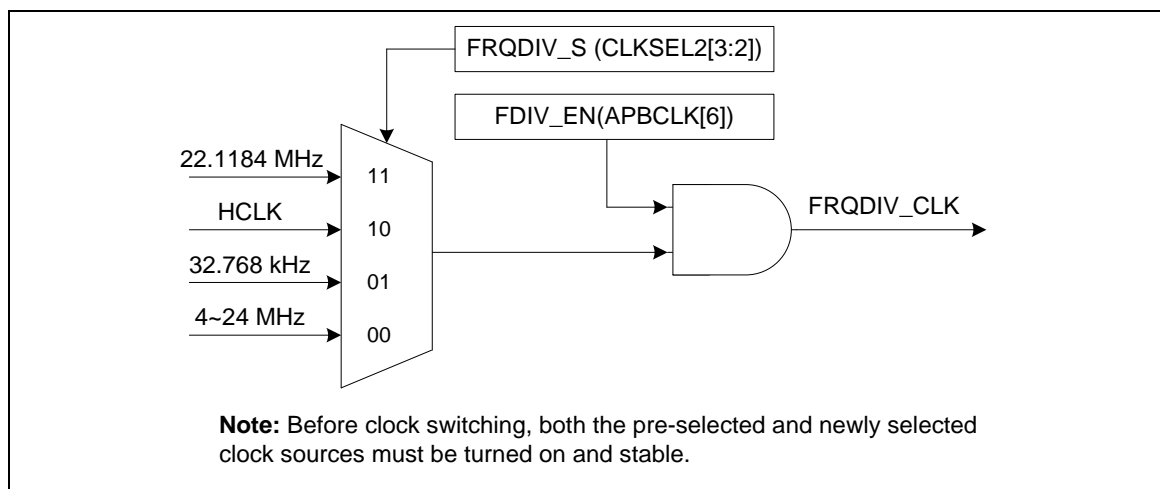 FRQDIV_S (CLKSEL2[3:2])
FDIV_EN(APBCLK[6])
22.1184 MHz
11
HCLK
10
32.768 kHz
01
4~24 MHz
00
FRQDIV_CLK
Note: Before clock switching, both the pre-selected and newly selected
clock sources must be turned on and stable.